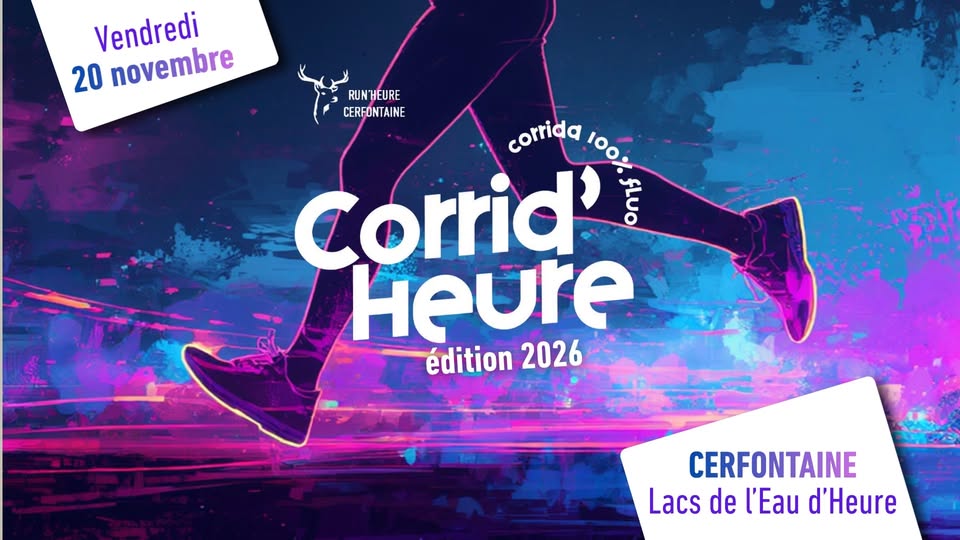 Vendredi
20 novembre
RUN'HEURE
CERFONTAINE
corrida 100% fluo
Corrid'
Heure
édition 2026
CERFONTAINE
Lacs de l'Eau d'Heure